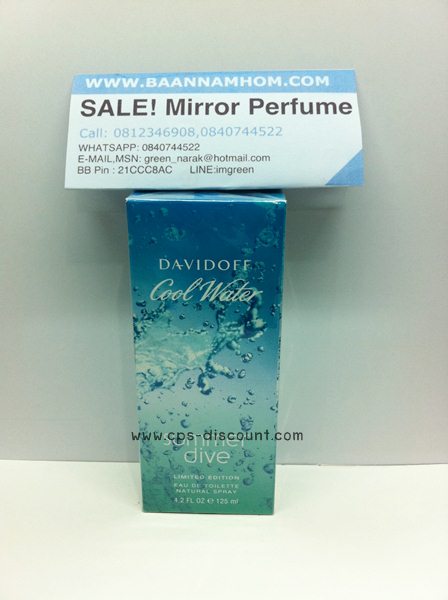 WWW.BAANNAMHOM.COM
SALE! Mirror Perfume
Call: 0812346908,0840744522
WHATSAPP: 0840744522
E-MAIL,MSN: green_narak@hotmail.com
BB Pin : 21CCC8AC LINE:imgreen
DAVIDOFF
Cool Water
www.cps-discount.com
summer
dive
LIMITED EDITION
EAU DE TOILETTE
NATURAL SPRAY
4.2 FL OZ e 125 ml